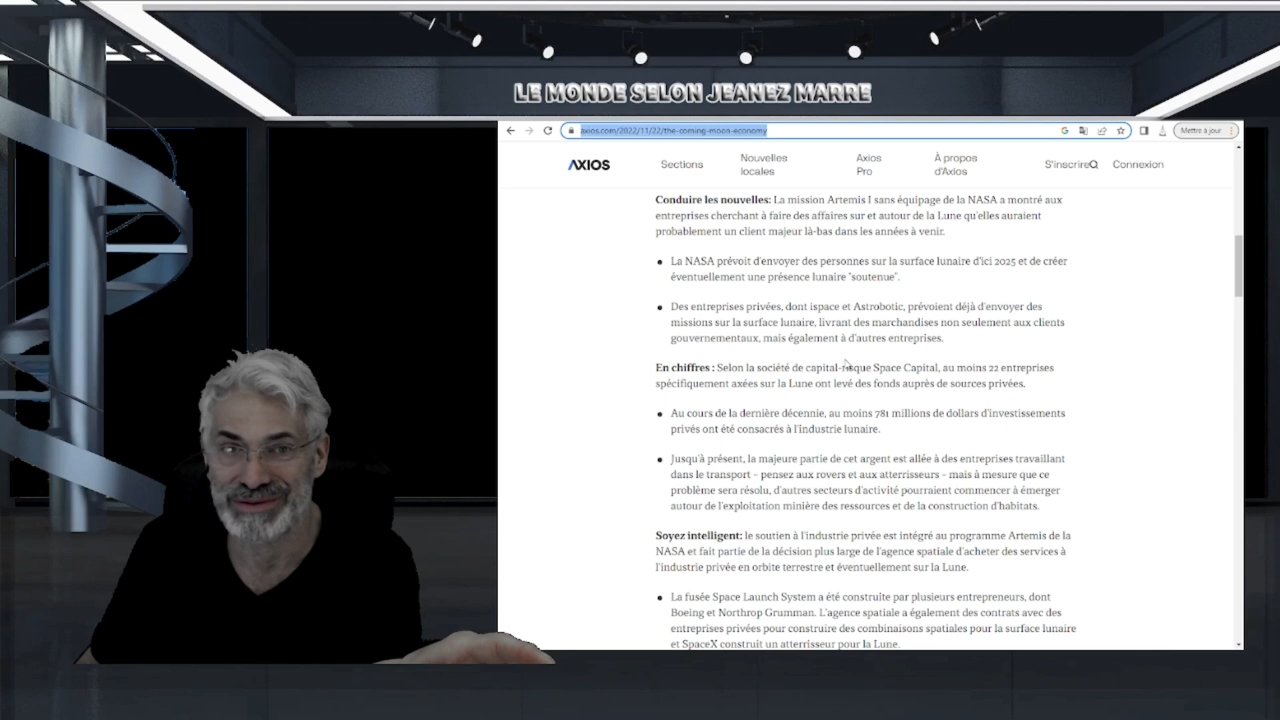 LE MONDE SELON JEANEZ MARRE
axios.com/2022/11/22/the-coming-moon-economy
Mettre à jour
AXIOS
Sections
Nouvelles
locales
Axios
Pro
À propos
d'Axios
S'inscrire
Connexion
Conduire les nouvelles: La mission Artemis I sans équipage de la NASA a montré aux
entreprises cherchant à faire des affaires sur et autour de la Lune qu'elles auraient
probablement un client majeur là-bas dans les années à venir.
La NASA prévoit d'envoyer des personnes sur la surface lunaire d'ici 2025 et de créer
éventuellement une présence lunaire "soutenue".
Des entreprises privées, dont ispace et Astrobotic, prévoient déjà d'envoyer des
missions sur la surface lunaire, livrant des marchandises non seulement aux clients
gouvernementaux, mais également à d'autres entreprises.
En chiffres : Selon la société de capital-risque Space Capital, au moins 22 entreprises
spécifiquement axées sur la Lune ont levé des fonds auprès de sources privées.
Au cours de la dernière décennie, au moins 781 millions de dollars d'investissements
privés ont été consacrés à l'industrie lunaire.
Jusqu'à présent, la majeure partie de cet argent est allée à des entreprises travaillant
dans le transport – pensez aux rovers et aux atterrisseurs – mais à mesure que ce
problème sera résolu, d'autres secteurs d'activité pourraient commencer à émerger
autour de l'exploitation minière des ressources et de la construction d'habitats.
Soyez intelligent: le soutien à l'industrie privée est intégré au programme Artemis de la
NASA et fait partie de la décision plus large de l'agence spatiale d'acheter des services à
l'industrie privée en orbite terrestre et éventuellement sur la Lune.
La fusée Space Launch System a été construite par plusieurs entrepreneurs, dont
Boeing et Northrop Grumman. L'agence spatiale a également des contrats avec des
entreprises privées pour construire des combinaisons spatiales pour la surface lunaire
et SpaceX construit un atterrisseur pour la Lune.